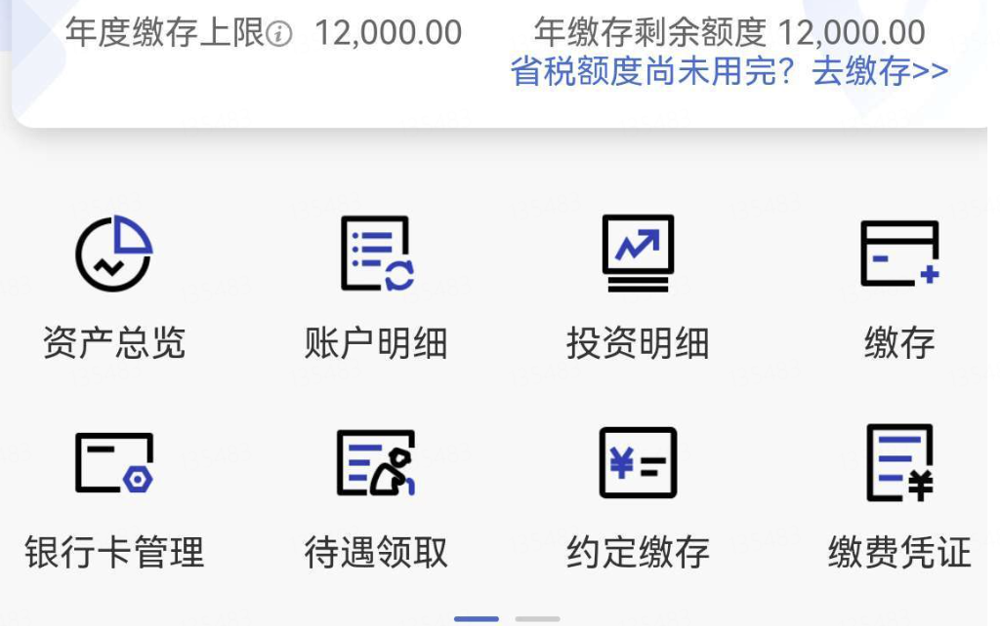 年度缴存上限 12,000.00 年缴存剩余额度 12,000.00
省税额度尚未用完？去缴存>>
资产总览 账户明细 投资明细 缴存
银行卡管理 待遇领取 约定缴存 缴费凭证